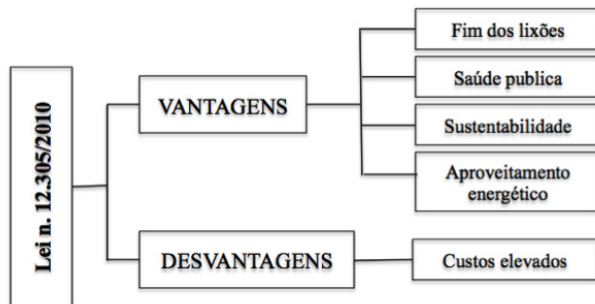 Lei n. 12.305/2010
VANTAGENS
Fim dos lixões
Saúde publica
Sustentabilidade
Aproveitamento
energético
DESVANTAGENS
Custos elevados